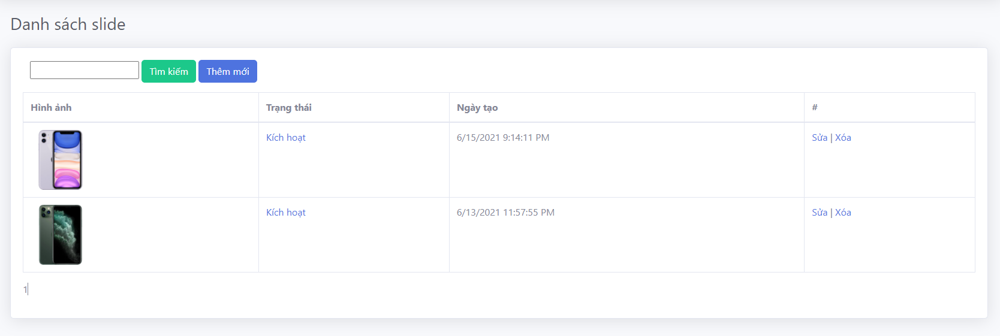 Danh sách slide
Tìm kiếm Thêm mới
Hình ảnh Trạng thái Ngày tạo #
Kích hoạt 6/15/2021 9:14:11 PM Sửa | Xóa
Kích hoạt 6/13/2021 11:57:55 PM Sửa | Xóa
1